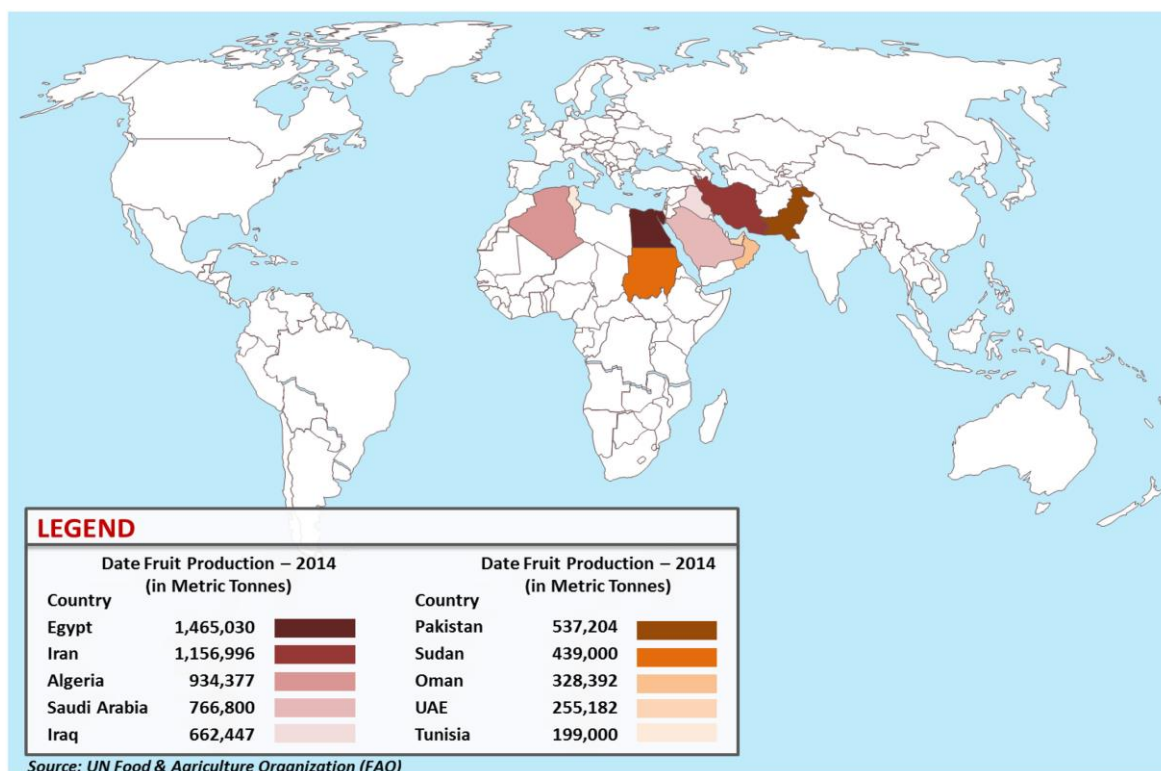 LEGEND
Date Fruit Production – 2014
(in Metric Tonnes)
Country
Egypt 1,465,030
Iran 1,156,996
Algeria 934,377
Saudi Arabia 766,800
Iraq 662,447
Date Fruit Production – 2014
(in Metric Tonnes)
Country
Pakistan 537,204
Sudan 439,000
Oman 328,392
UAE 255,182
Tunisia 199,000
Source: UN Food & Agriculture Organization (FAO)